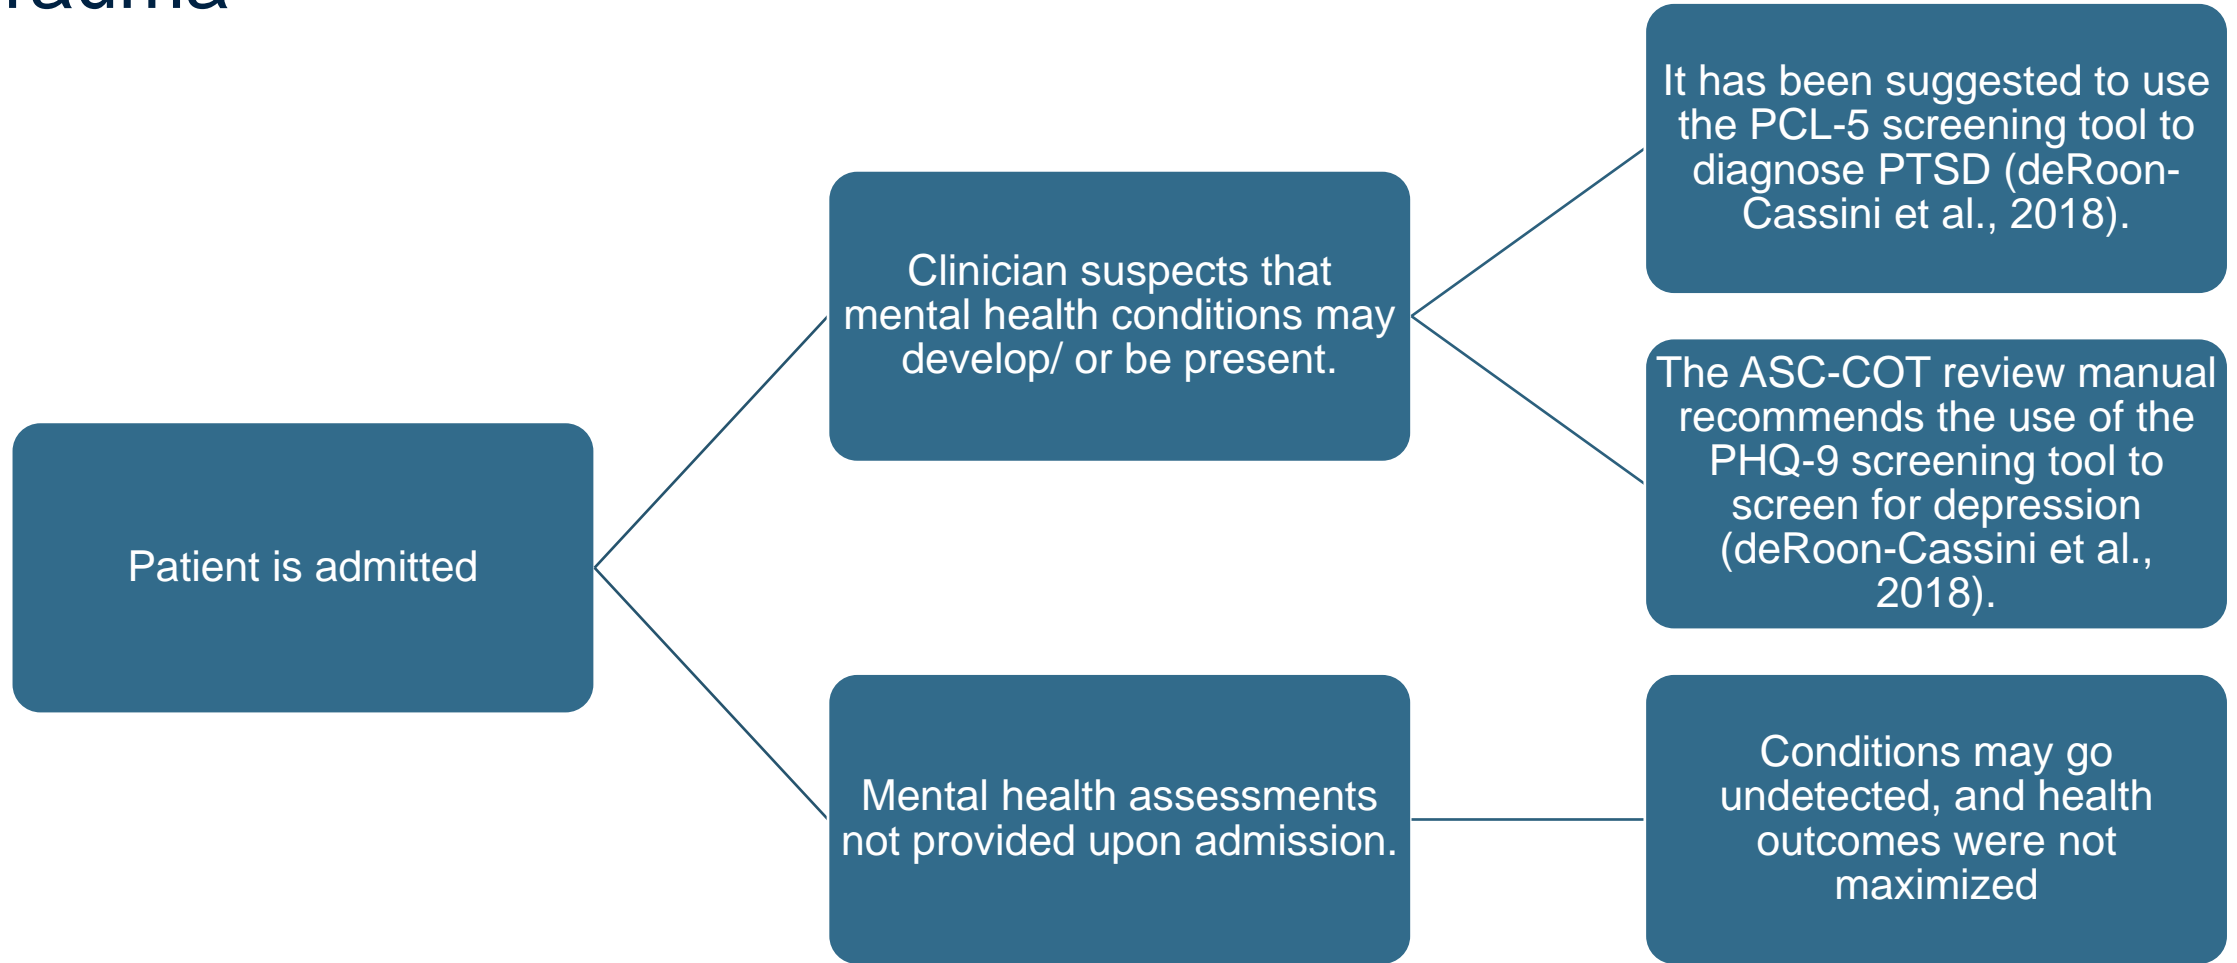 Trauma
Patient is admitted
Clinician suspects that
mental health conditions may
develop/ or be present.
It has been suggested to use
the PCL-5 screening tool to
diagnose PTSD (deRoon-
Cassini et al., 2018).
The ASC-COT review manual
recommends the use of the
PHQ-9 screening tool to
screen for depression
(deRoon-Cassini et al.,
2018).
Mental health assessments
not provided upon admission.
Conditions may go
undetected, and health
outcomes were not
maximized